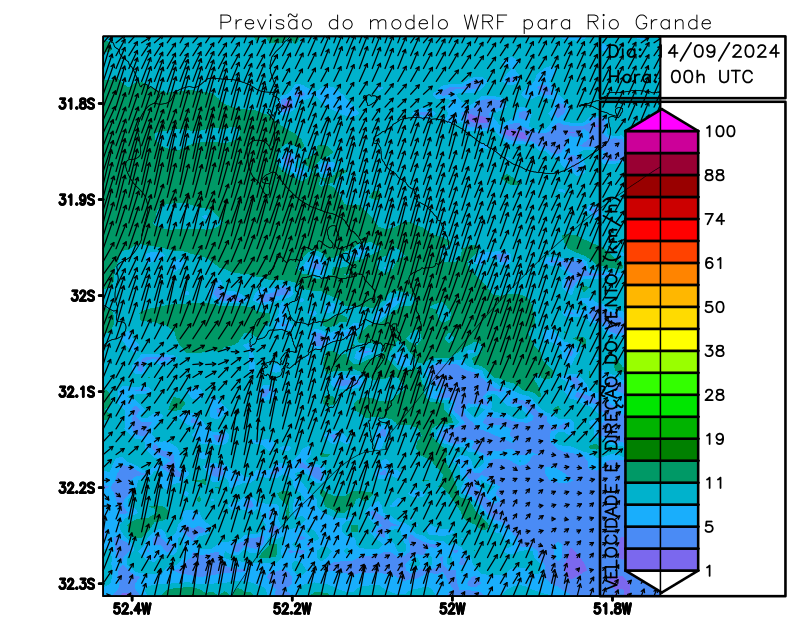 Previsão do modelo WRF para Rio Grande
Dia: 14/09/2024
Hora: 00h UTC
31.8S
31.9S
32S
32.1S
32.2S
32.3S
52.4W
52.2W
52W
51.8W
VELOCIDADE E DIREÇÃO DO VENTO (km/h)
100
88
74
61
50
38
28
19
11
5
1